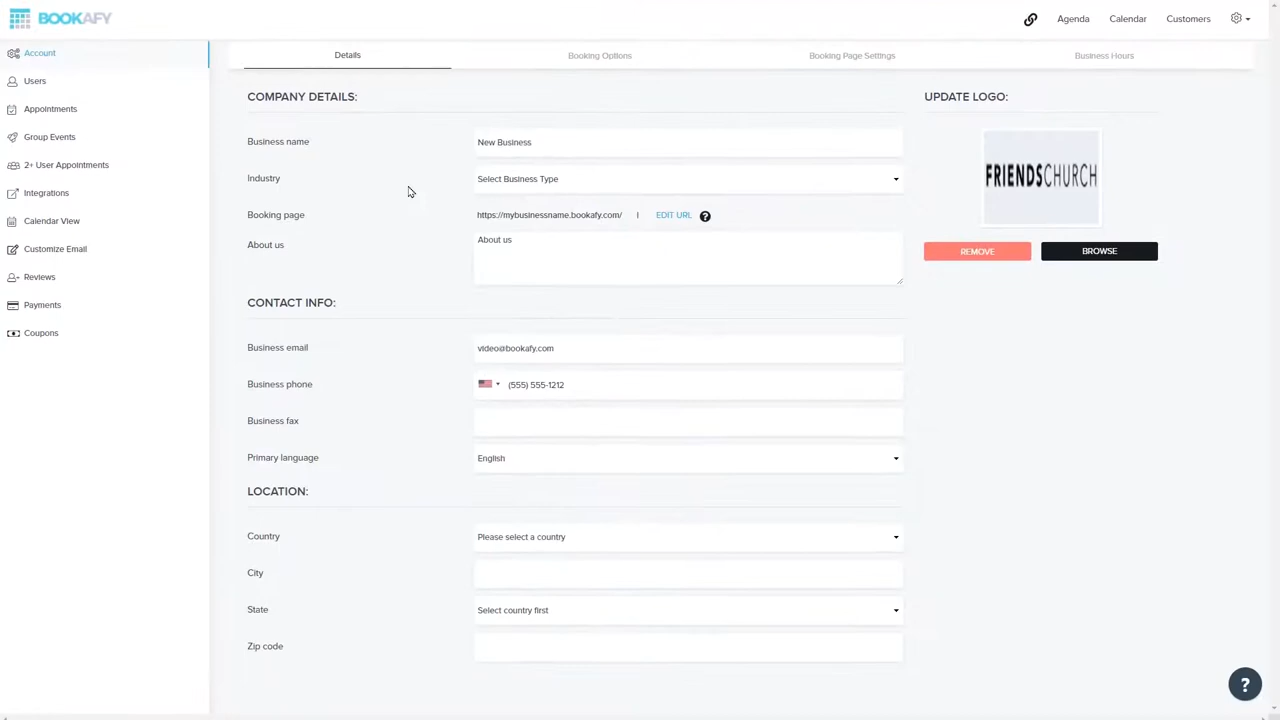 BOOKAFY
Agenda
Calendar
Customers
Account
Users
Appointments
Group Events
2+ User Appointments
Integrations
Calendar View
Customize Email
Reviews
Payments
Coupons
Details
Booking Options
Booking Page Settings
Business Hours
COMPANY DETAILS:
Business name
New Business
Industry
Select Business Type
Booking page
https://mybusinessname.bookafy.com/ | EDIT URL ?
About us
About us
CONTACT INFO:
Business email
video@bookafy.com
Business phone
(555) 555-1212
Business fax
Primary language
English
LOCATION:
Country
Please select a country
City
State
Select country first
Zip code
UPDATE LOGO:
FRIENDSCHURCH
REMOVE
BROWSE
?